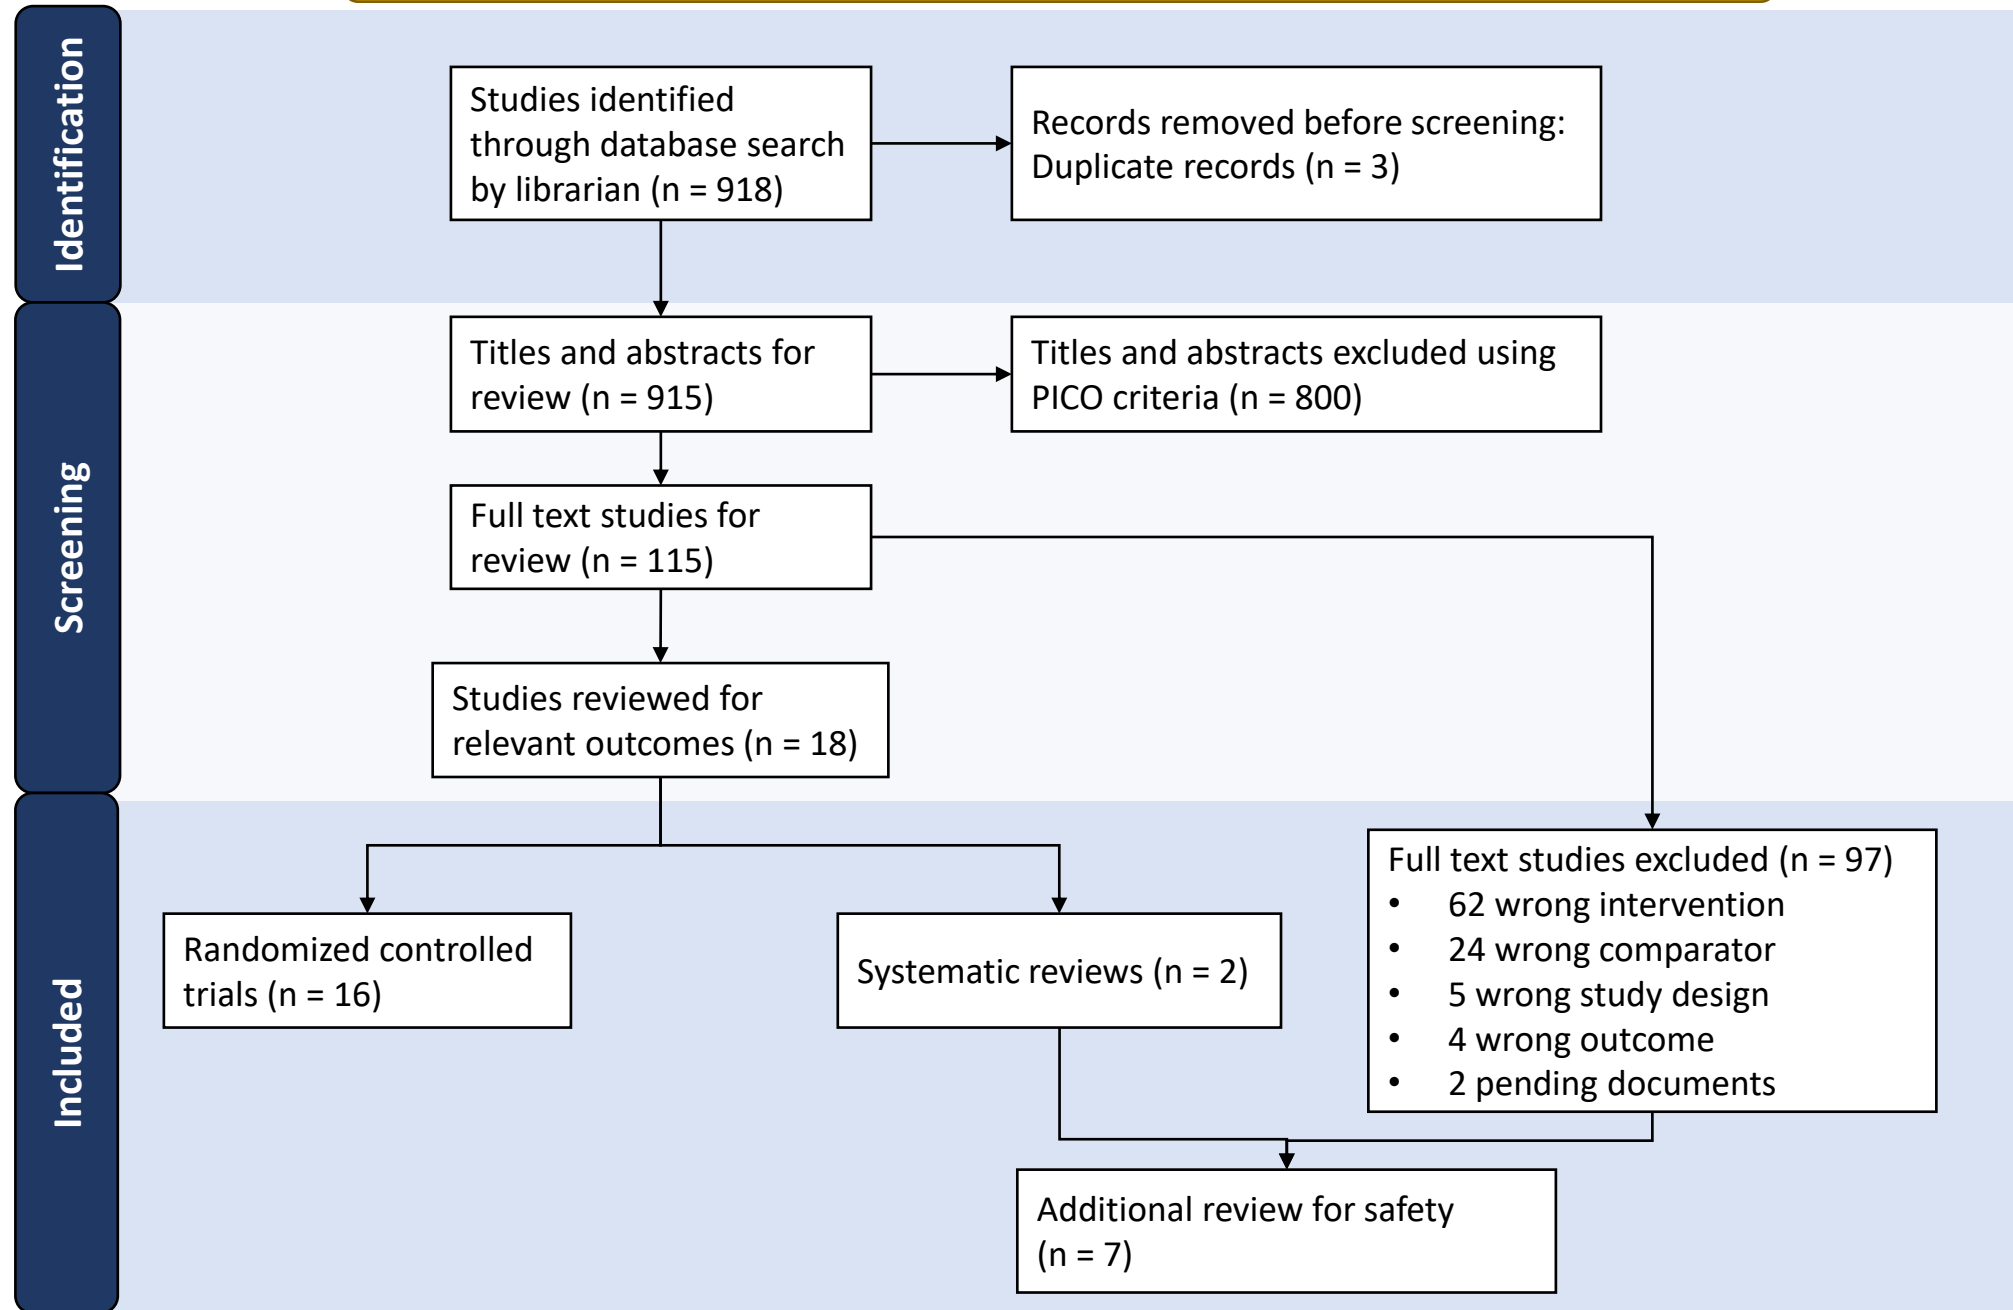 Identification
Studies identified
through database search
by librarian (n = 918)
Records removed before screening:
Duplicate records (n = 3)
Screening
Titles and abstracts for
review (n = 915)
Titles and abstracts excluded using
PICO criteria (n = 800)
Full text studies for
review (n = 115)
Studies reviewed for
relevant outcomes (n = 18)
Included
Randomized controlled
trials (n = 16)
Systematic reviews (n = 2)
Full text studies excluded (n = 97)
• 62 wrong intervention
• 24 wrong comparator
• 5 wrong study design
• 4 wrong outcome
• 2 pending documents
Additional review for safety
(n = 7)